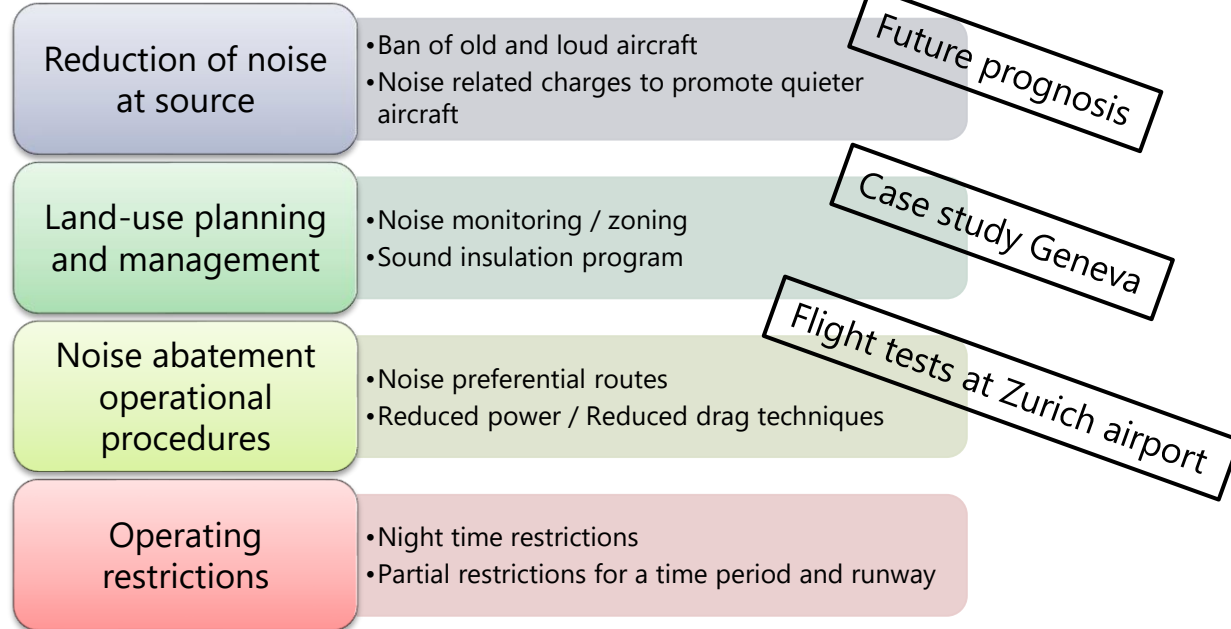 Reduction of noise
at source
•Ban of old and loud aircraft
•Noise related charges to promote quieter
aircraft
Future prognosis
Land-use planning
and management
•Noise monitoring / zoning
•Sound insulation program
Case study Geneva
Noise abatement
operational
procedures
•Noise preferential routes
•Reduced power / Reduced drag techniques
Flight tests at Zurich airport
Operating
restrictions
•Night time restrictions
•Partial restrictions for a time period and runway